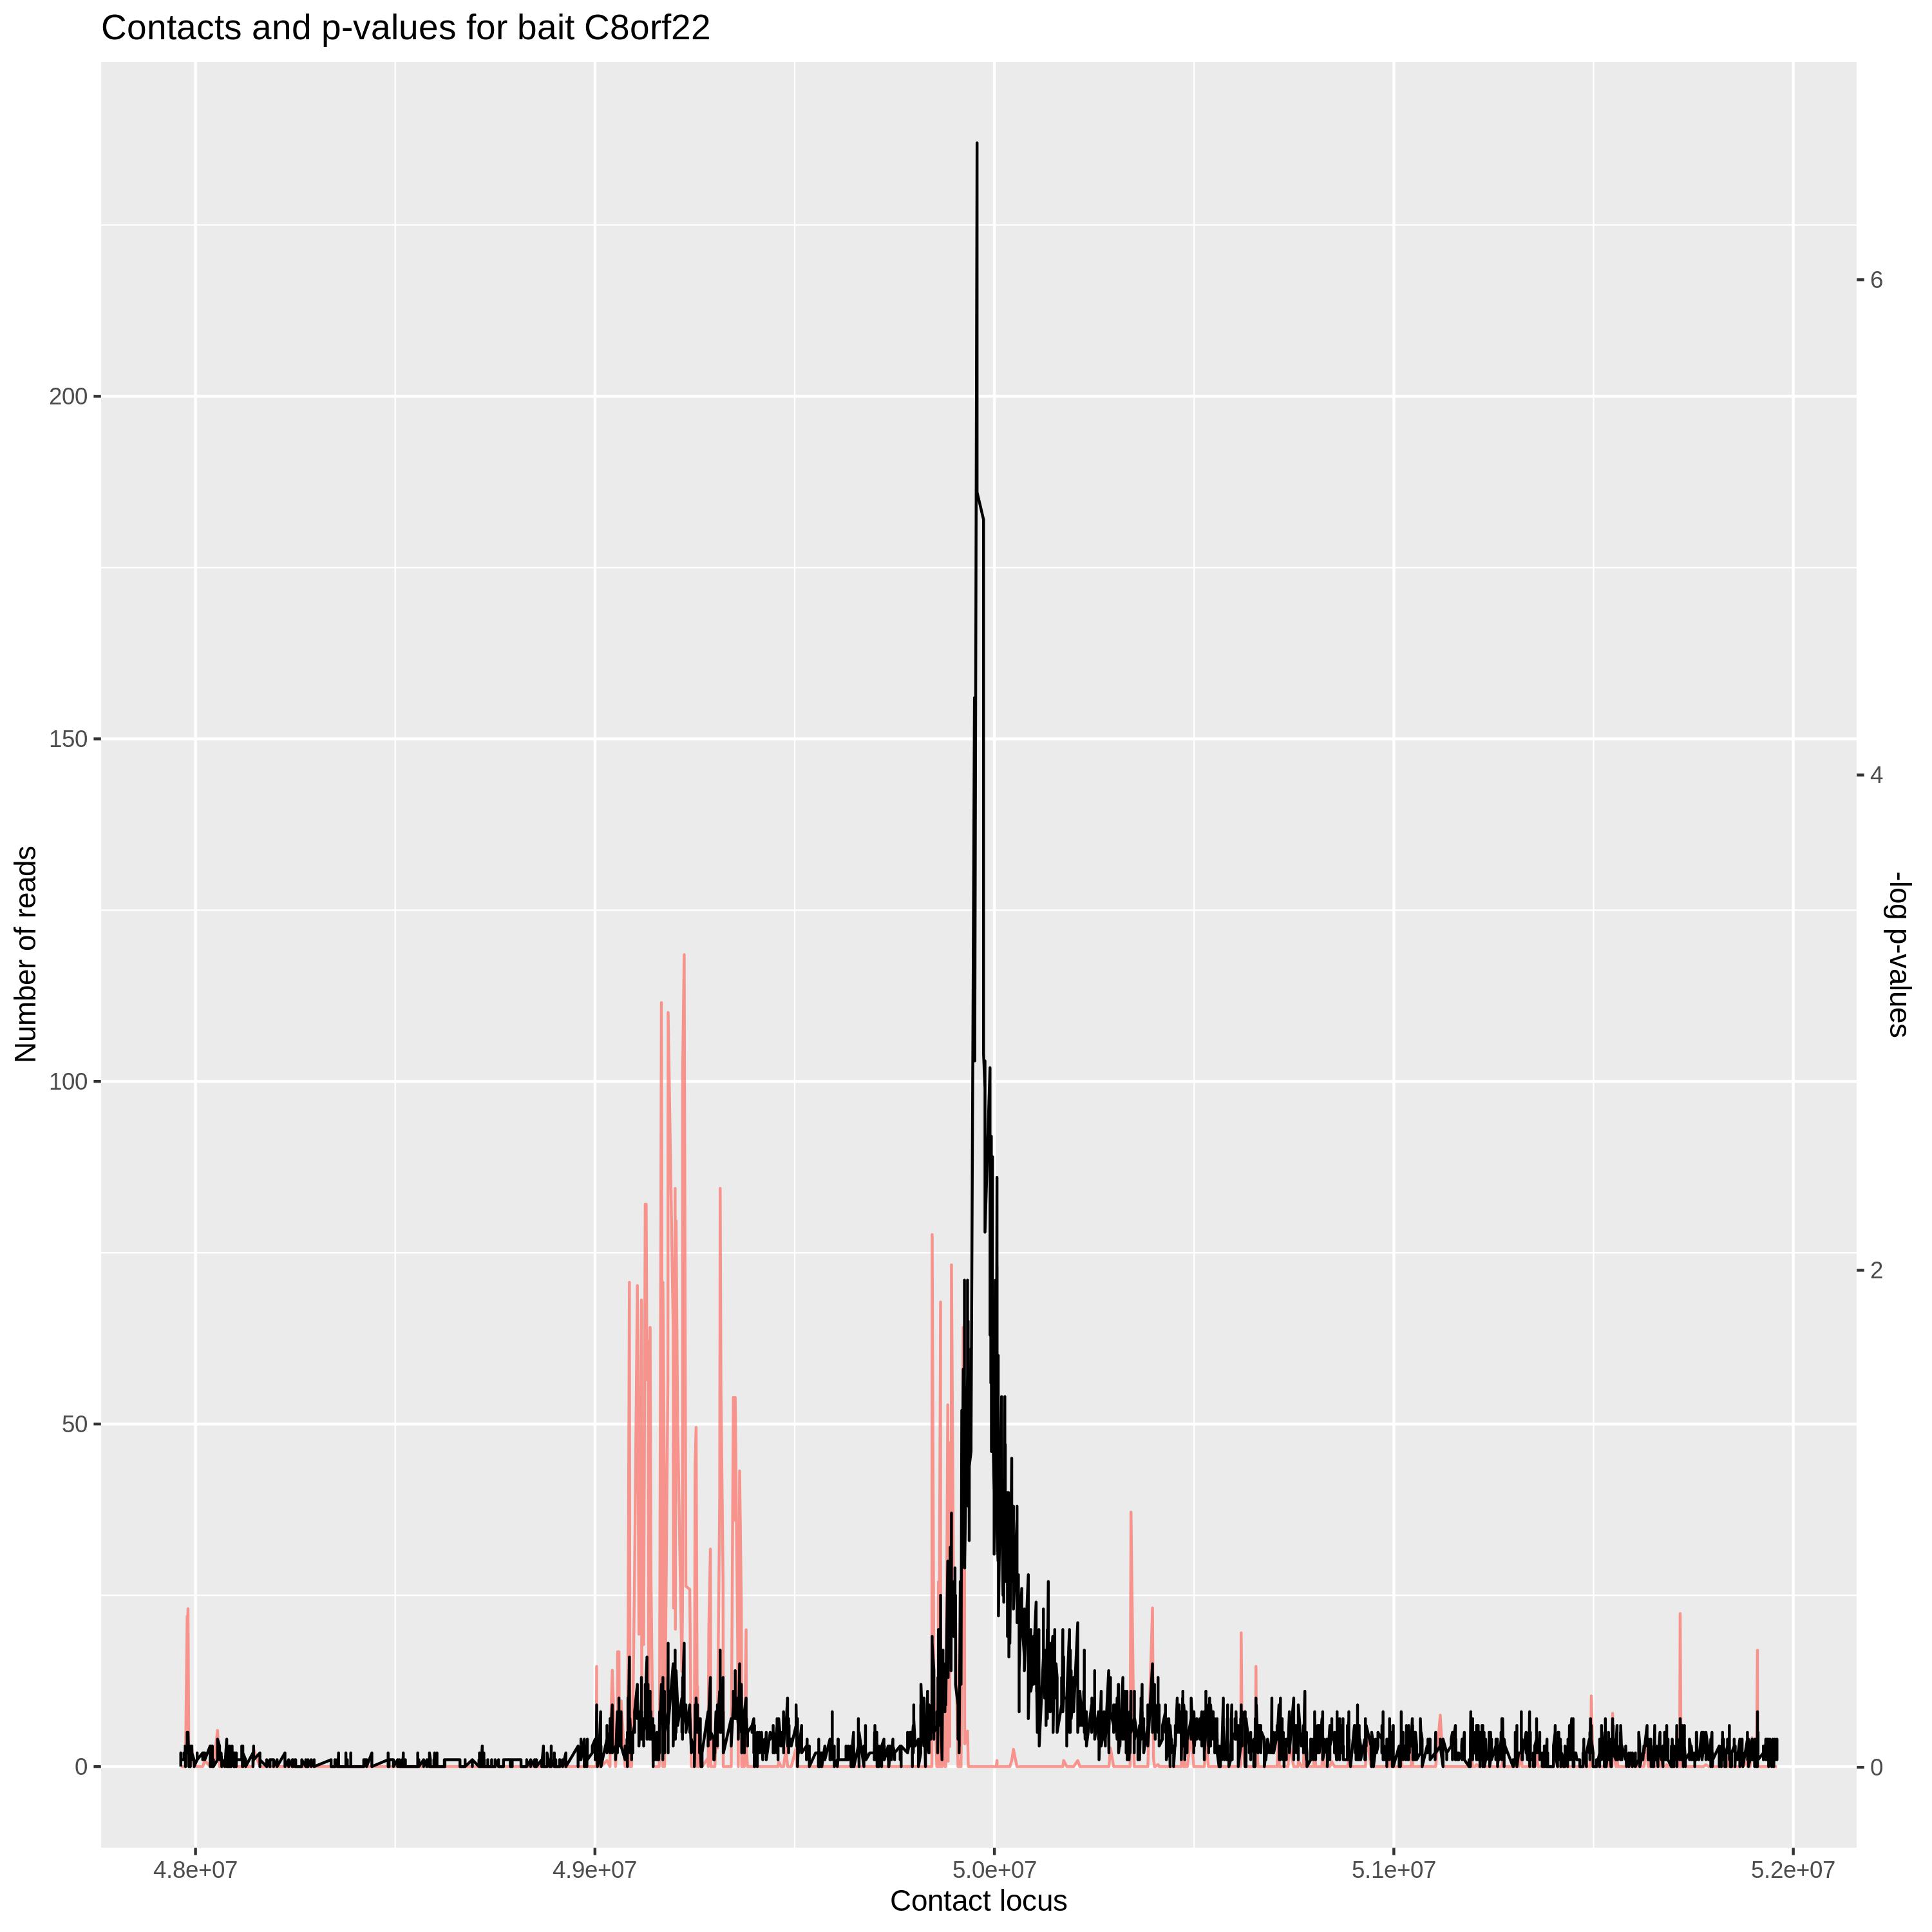 Contacts and p-values for bait C8orf22
200
150
100
50
0
Number of reads
6
4
2
0
-log p-values
4.8e+07 4.9e+07 5.0e+07 5.1e+07 5.2e+07
Contact locus